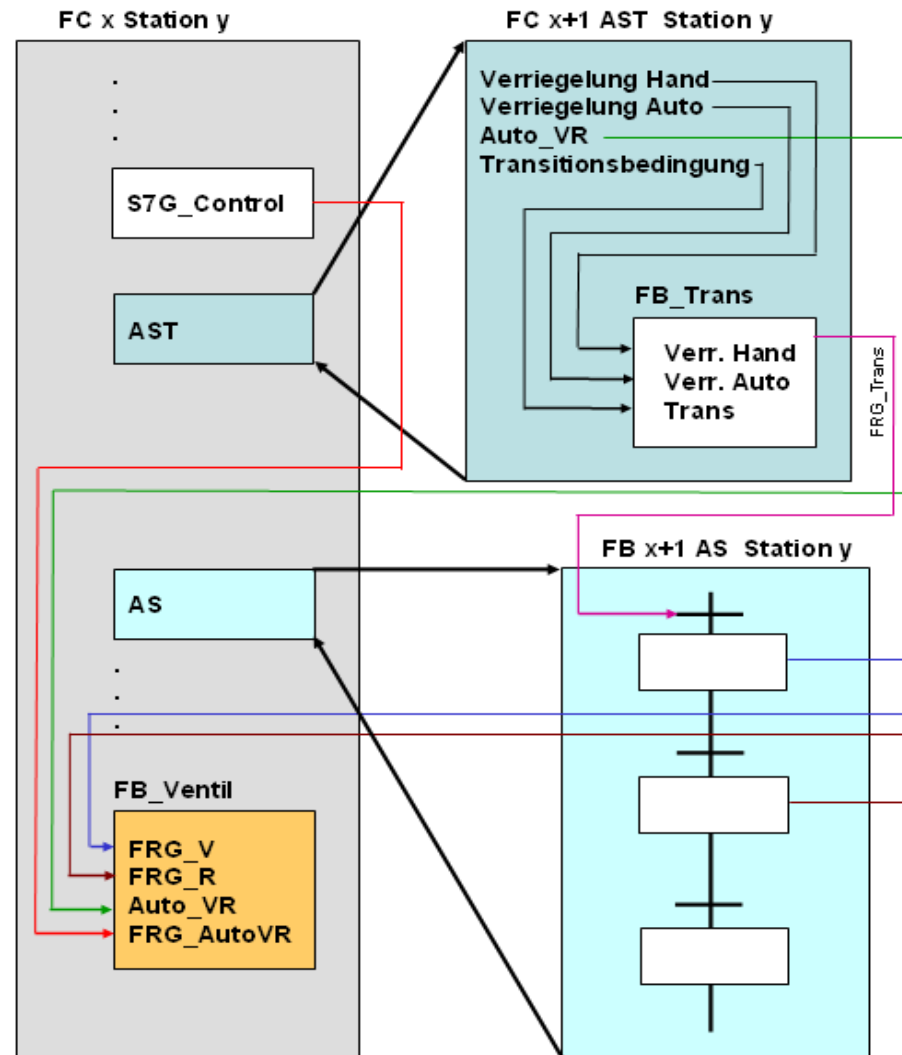 FC x Station y
.
.
.
S7G_Control
AST
AS
.
.
.
FB_Ventil
FRG_V
FRG_R
Auto_VR
FRG_AutoVR
FC x+1 AST Station y
Verriegelung Hand
Verriegelung Auto
Auto_VR
Transitionsbedingung
FB_Trans
Verr. Hand
Verr. Auto
Trans
FRG_Trans
FB x+1 AS Station y